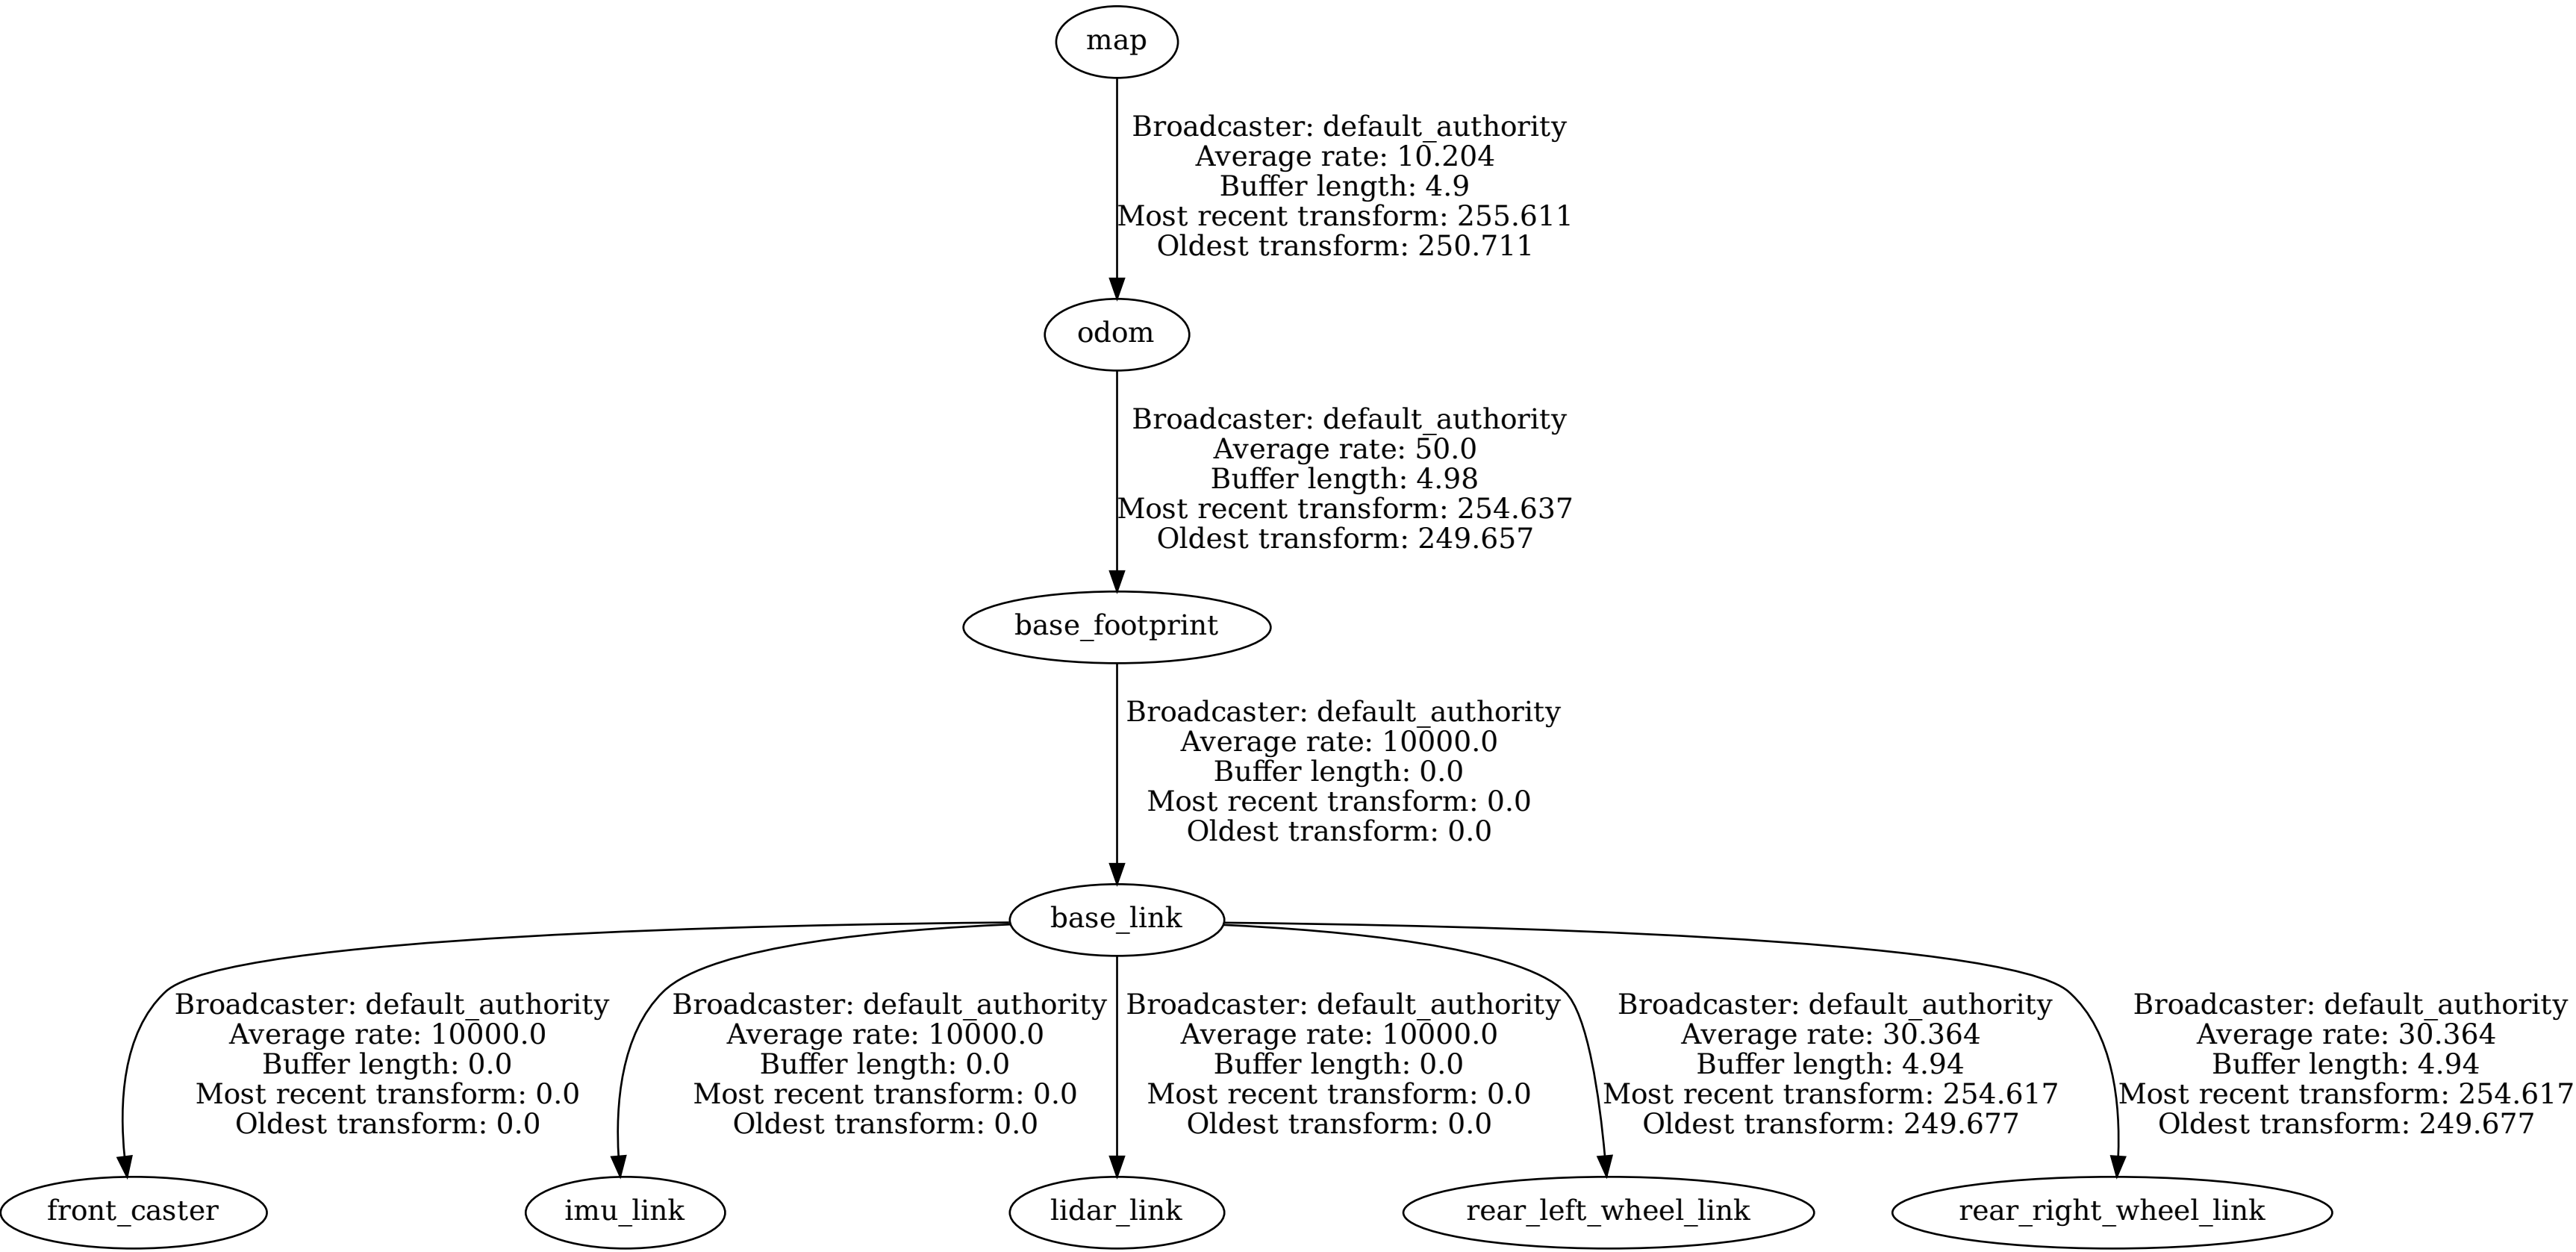 map
Broadcaster: default_authority
Average rate: 10.204
Buffer length: 4.9
Most recent transform: 255.611
Oldest transform: 250.711
odom
Broadcaster: default_authority
Average rate: 50.0
Buffer length: 4.98
Most recent transform: 254.637
Oldest transform: 249.657
base_footprint
Broadcaster: default_authority
Average rate: 10000.0
Buffer length: 0.0
Most recent transform: 0.0
Oldest transform: 0.0
base_link
Broadcaster: default_authority
Average rate: 10000.0
Buffer length: 0.0
Most recent transform: 0.0
Oldest transform: 0.0
Broadcaster: default_authority
Average rate: 10000.0
Buffer length: 0.0
Most recent transform: 0.0
Oldest transform: 0.0
Broadcaster: default_authority
Average rate: 10000.0
Buffer length: 0.0
Most recent transform: 0.0
Oldest transform: 0.0
Broadcaster: default_authority
Average rate: 30.364
Buffer length: 4.94
Most recent transform: 254.617
Oldest transform: 249.677
Broadcaster: default_authority
Average rate: 30.364
Buffer length: 4.94
Most recent transform: 254.617
Oldest transform: 249.677
front_caster
imu_link
lidar_link
rear_left_wheel_link
rear_right_wheel_link